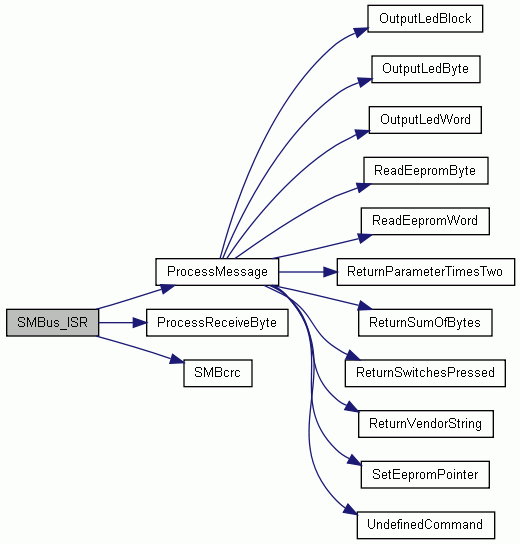 OutputLedBlock
OutputLedByte
OutputLedWord
ReadEepromByte
ReadEepromWord
ProcessMessage
ReturnParameterTimesTwo
SMBus_ISR
ProcessReceiveByte
ReturnSumOfBytes
SMBcrc
ReturnSwitchesPressed
ReturnVendorString
SetEepromPointer
UndefinedCommand